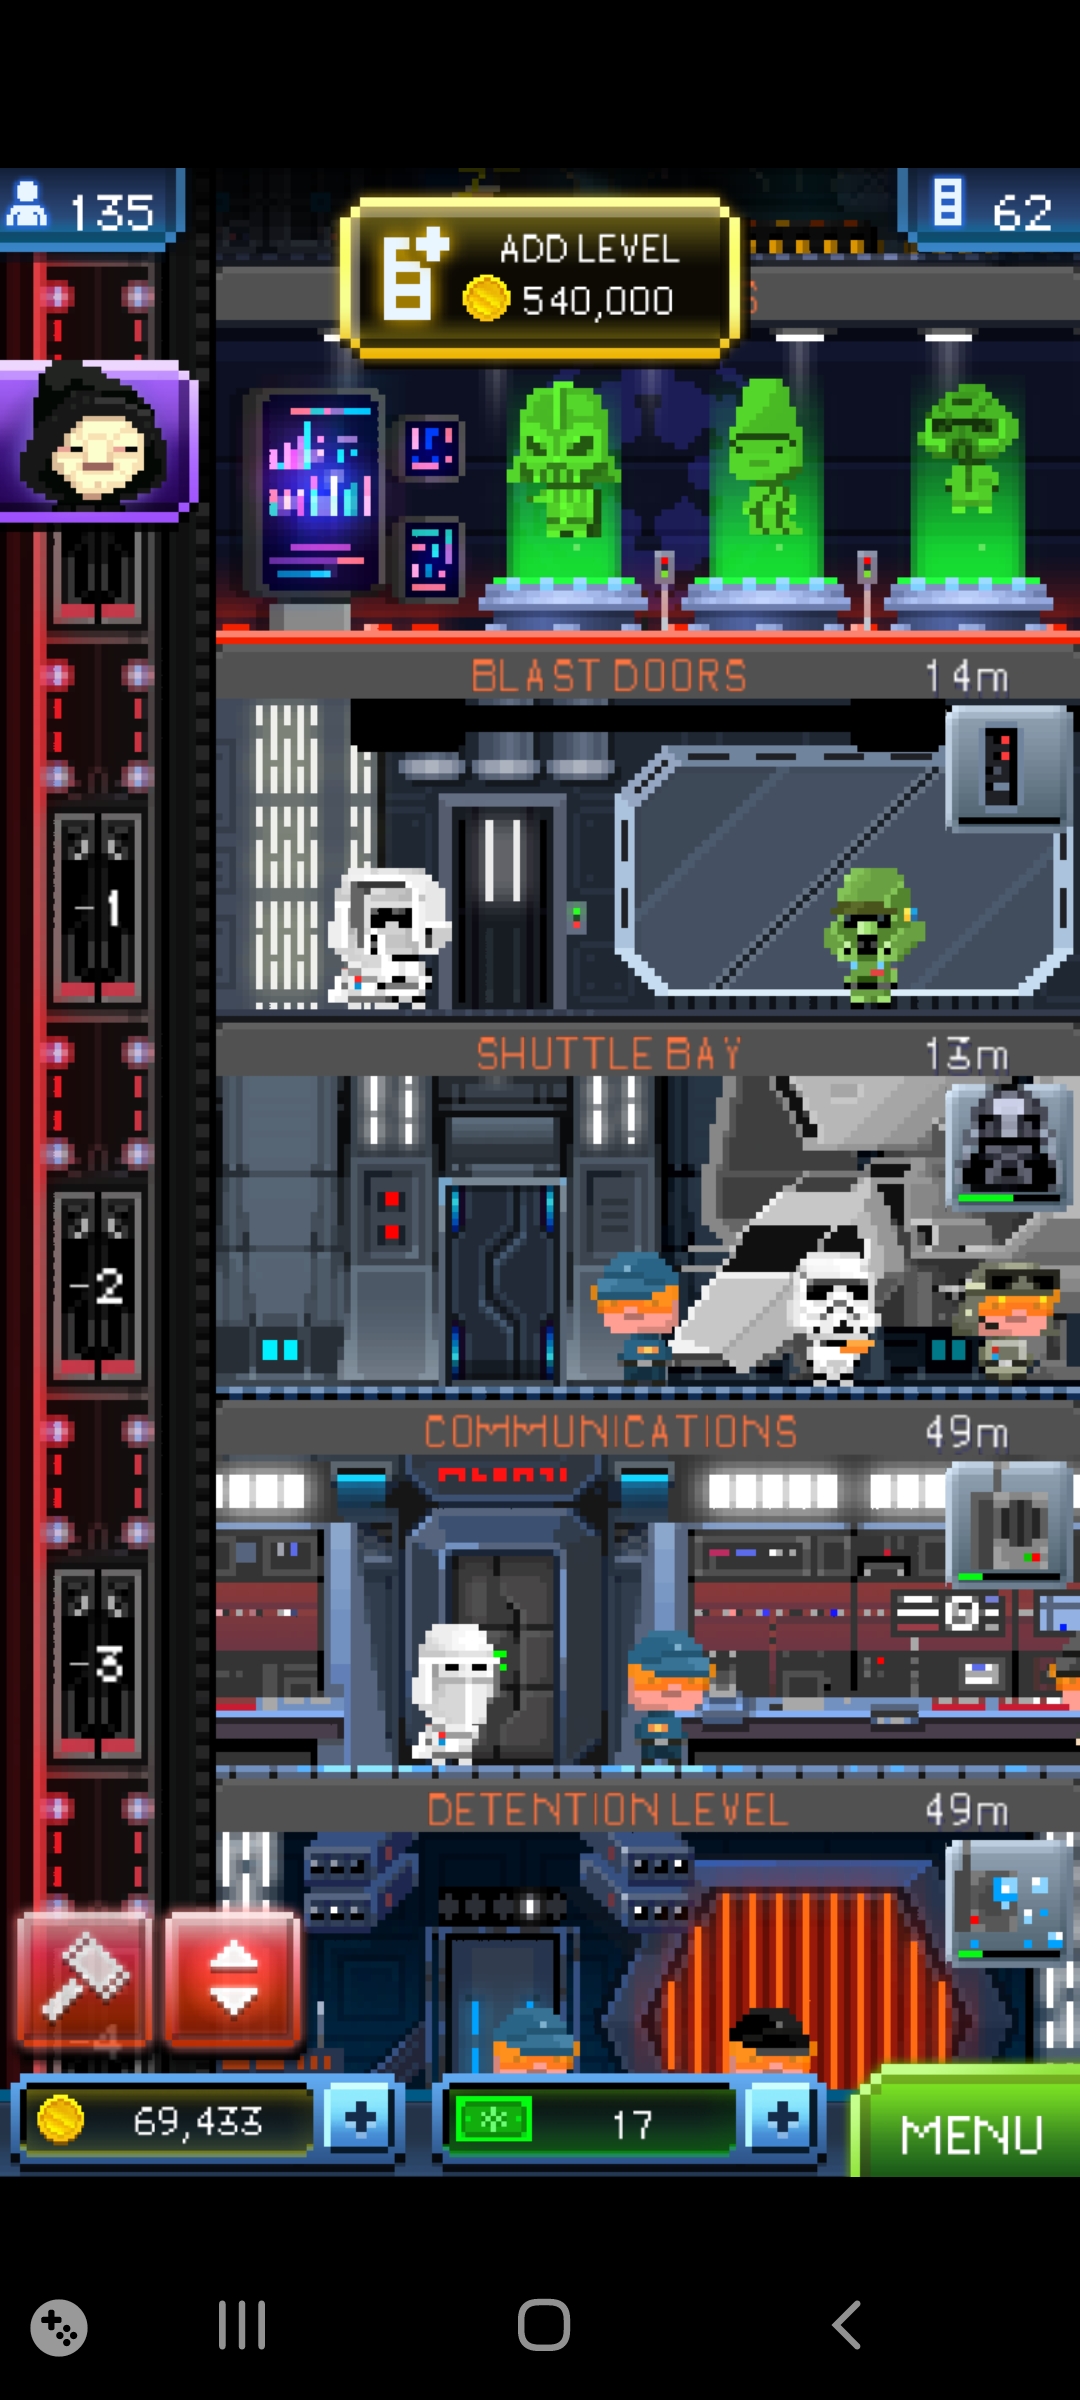 135
62
ADD LEVEL
540,000
S
BLAST DOORS 14m
-1
SHUTTLE BAY 13m
-2
COMMUNICATIONS 49m
-3
DETENTION LEVEL 49m
-4
69,433
17
MENU